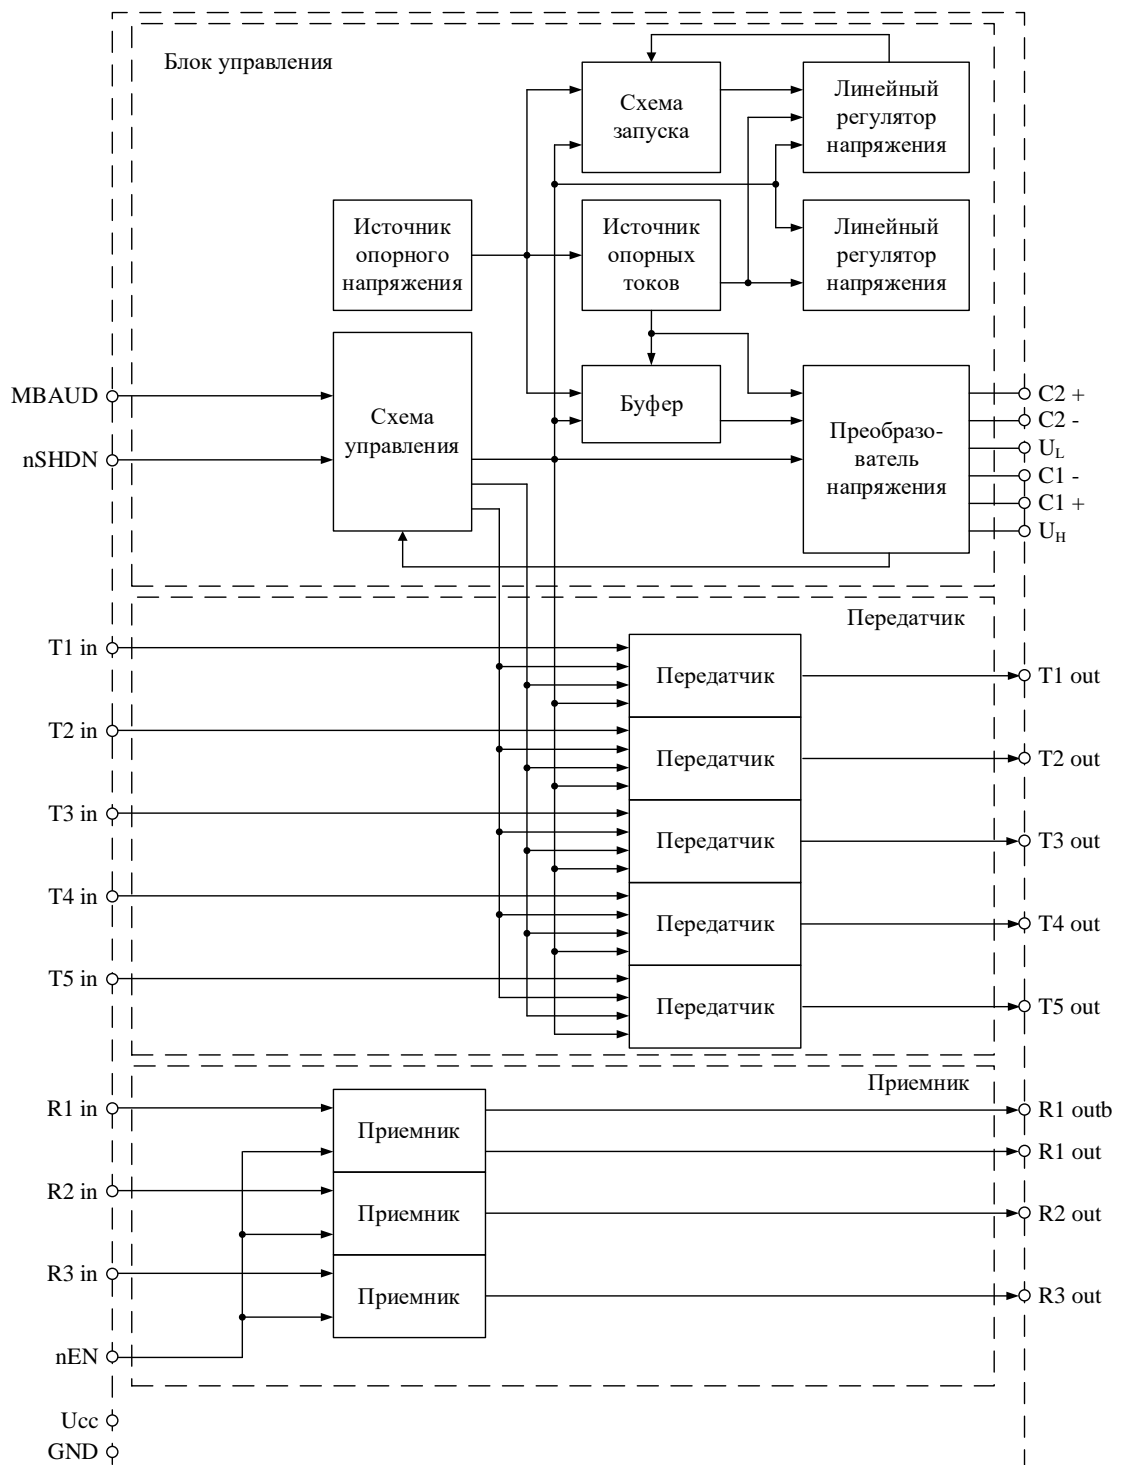 Блок управления
Схема
запуска
Линейный
регулятор
напряжения
Источник
опорного
напряжения
Источник
опорных
токов
Линейный
регулятор
напряжения
MBAUD
nSHDN
Схема
управления
Буфер
Преобразо-
ватель
напряжения
C2 +
C2 -
UL
C1 -
C1 +
UH
Передатчик
T1 in
Передатчик
T1 out
T2 in
Передатчик
T2 out
T3 in
Передатчик
T3 out
T4 in
Передатчик
T4 out
T5 in
Передатчик
T5 out
Приемник
R1 in
Приемник
R1 outb
R1 out
R2 in
Приемник
R2 out
R3 in
Приемник
R3 out
nEN
Ucc
GND